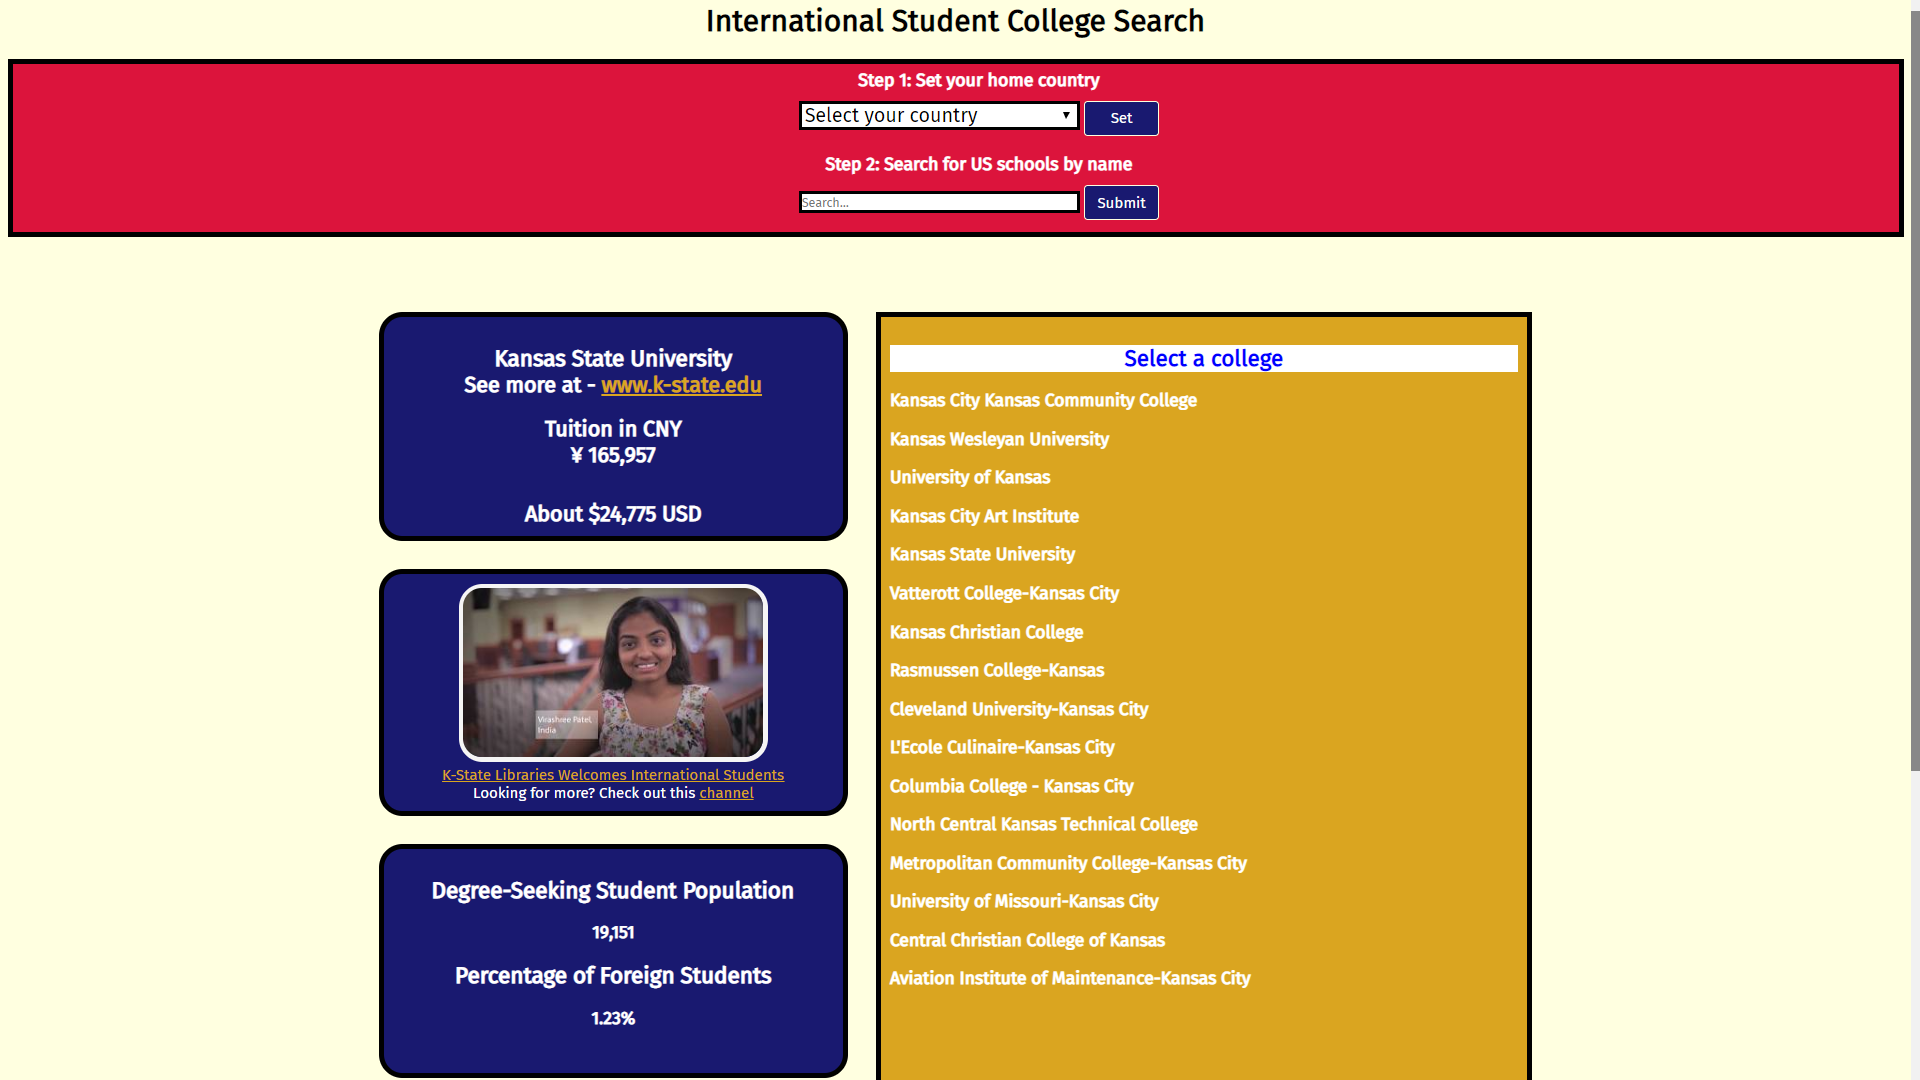 International Student College Search
Step 1: Set your home country
Select your country
Set
Step 2: Search for US schools by name
Search...
Submit
Kansas State University
See more at - www.k-state.edu
Tuition in CNY
¥ 165,957
About $24,775 USD
Virashree Patel,
India
K-State Libraries Welcomes International Students
Looking for more? Check out this channel
Degree-Seeking Student Population
19,151
Percentage of Foreign Students
1.23%
Select a college
Kansas City Kansas Community College
Kansas Wesleyan University
University of Kansas
Kansas City Art Institute
Kansas State University
Vatterott College-Kansas City
Kansas Christian College
Rasmussen College-Kansas
Cleveland University-Kansas City
L'Ecole Culinaire-Kansas City
Columbia College - Kansas City
North Central Kansas Technical College
Metropolitan Community College-Kansas City
University of Missouri-Kansas City
Central Christian College of Kansas
Aviation Institute of Maintenance-Kansas City